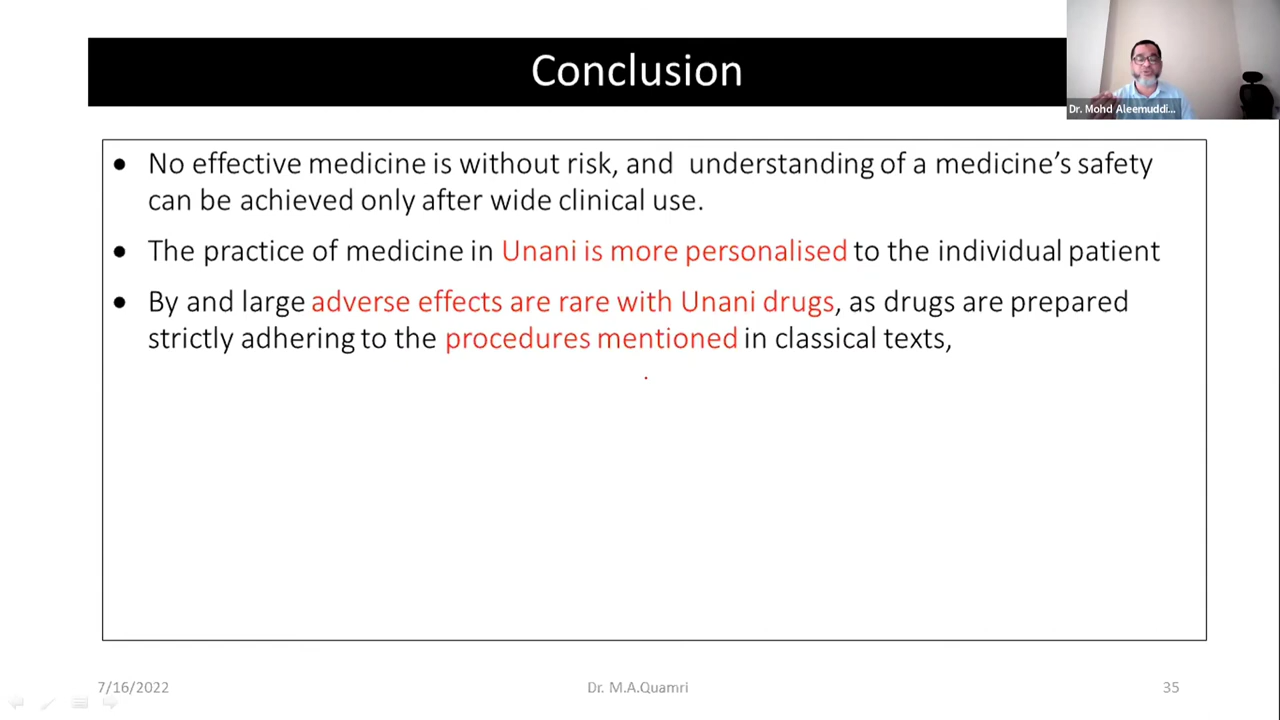 Conclusion
Dr. Mohd Aleemuddi...
• No effective medicine is without risk, and  understanding of a medicine's safety
can be achieved only after wide clinical use.
• The practice of medicine in Unani is more personalised to the individual patient
• By and large adverse effects are rare with Unani drugs, as drugs are prepared
strictly adhering to the procedures mentioned in classical texts,
7/16/2022
Dr. M.A.Quamri
35